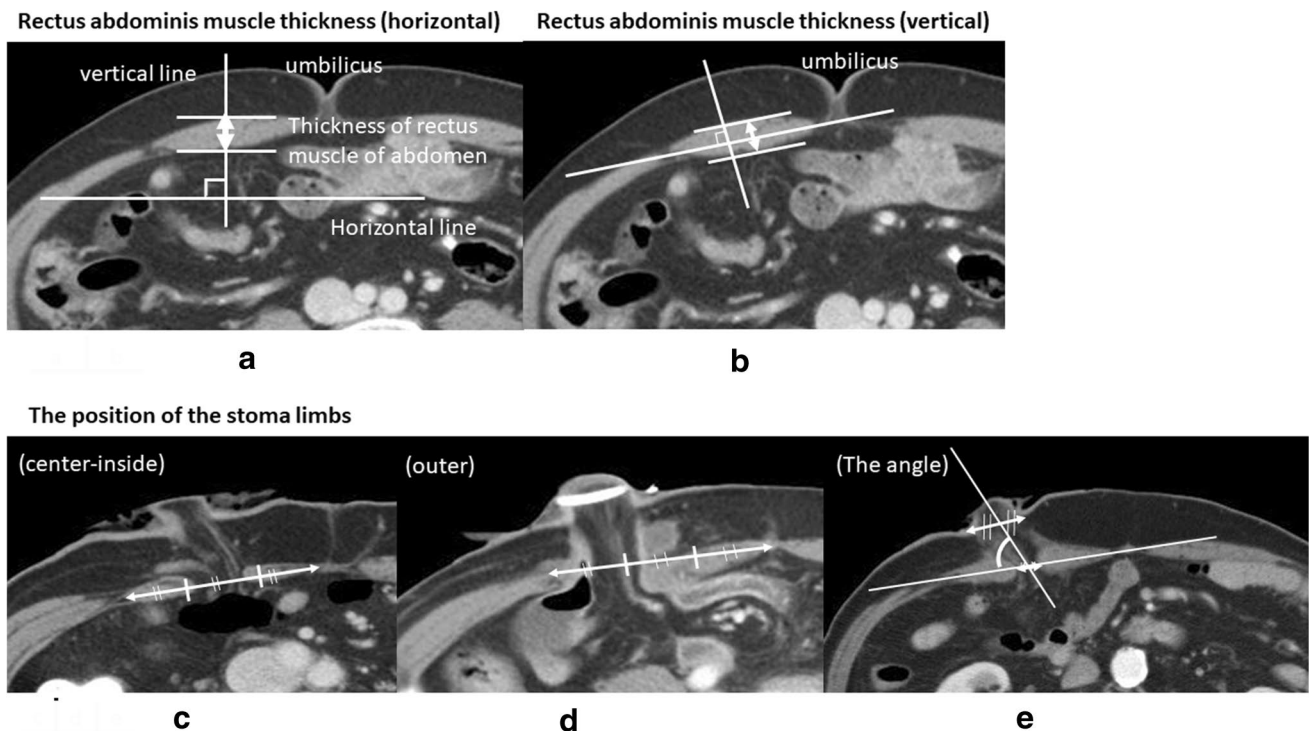 Rectus abdominis muscle thickness (horizontal)
Rectus abdominis muscle thickness (vertical)
vertical line
umbilicus
Thickness of rectus
muscle of abdomen
Horizontal line
umbilicus
a
b
The position of the stoma limbs
(center-inside)
(outer)
(The angle)
c
d
e